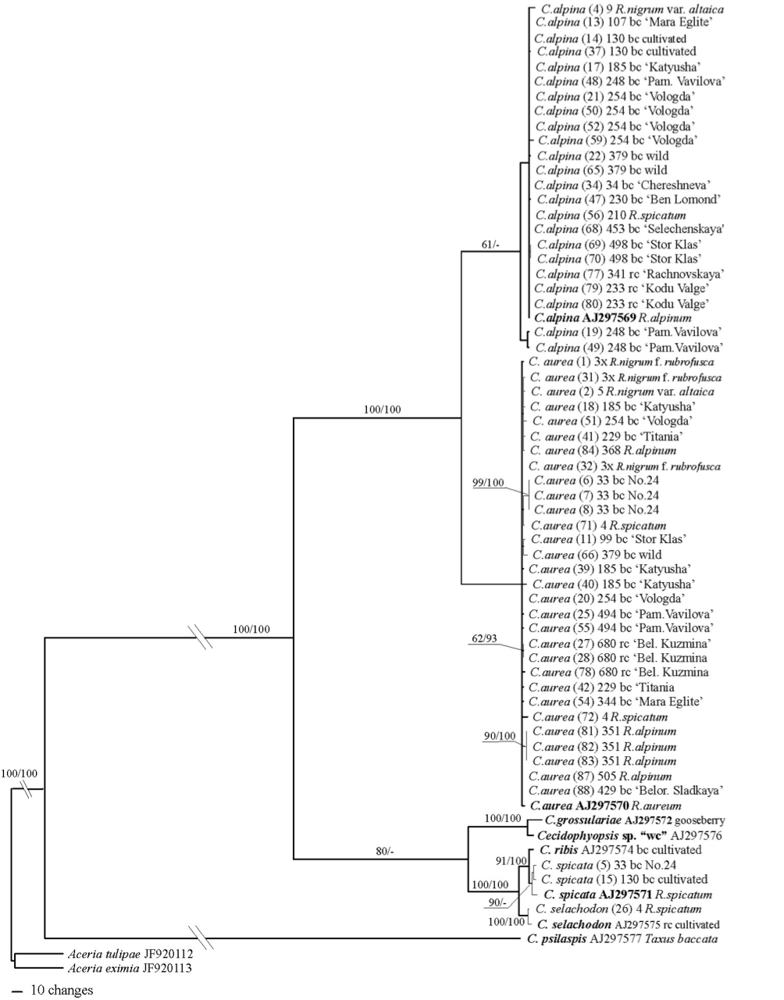 C.alpina (4) 9 R.nigrum var. altaica
C.alpina (13) 107 bc ‘Mara Eglite’
C.alpina (14) 130 bc cultivated
C.alpina (37) 130 bc cultivated
C.alpina (17) 185 bc ‘Katyusha’
C.alpina (48) 248 bc ‘Pam. Vavilova’
C.alpina (21) 254 bc ‘Vologda’
C.alpina (50) 254 bc ‘Vologda’
C.alpina (52) 254 bc ‘Vologda’
C.alpina (59) 254 bc ‘Vologda’
C.alpina (22) 379 bc wild
C.alpina (65) 379 bc wild
C.alpina (34) 34 bc ‘Chereshneva’
C.alpina (47) 230 bc ‘Ben Lomond’
C.alpina (56) 210 R.spicatum
C.alpina (68) 453 bc ‘Selechenskaya'
C.alpina (69) 498 bc ‘Stor Klas’
61/-
C.alpina (70) 498 bc ‘Stor Klas’
C.alpina (77) 341 rc ‘Rachnovskaya’
C.alpina (79) 233 rc ‘Kodu Valge’
C.alpina (80) 233 rc ‘Kodu Valge’
C.alpina AJ297569 R.alpinum
C.alpina (19) 248 bc ‘Pam.Vavilova’
C.alpina (49) 248 bc ‘Pam.Vavilova’
C. aurea (1) 3x R.nigrum f. rubrofusca
C. aurea (31) 3x R.nigrum f. rubrofusca
C. aurea (2) 5 R.nigrum var. altaica
C. aurea (18) 185 bc ‘Katyusha’
100/100
C. aurea (51) 254 bc ‘Vologda’
C. aurea (41) 229 bc ‘Titania’
C. aurea (84) 368 R.alpinum
C. aurea (32) 3x R.nigrum f. rubrofusca
C.aurea (6) 33 bc No.24
99/100
C.aurea (7) 33 bc No.24
C.aurea (8) 33 bc No.24
C.aurea (71) 4 R.spicatum
C.aurea (11) 99 bc ‘Stor Klas’
C.aurea (66) 379 bc wild
C.aurea (39) 185 bc ‘Katyusha’
C.aurea (40) 185 bc ‘Katyusha’
C.aurea (20) 254 bc ‘Vologda’
C.aurea (25) 494 bc ‘Pam.Vavilova’
100/100
C.aurea (55) 494 bc ‘Pam.Vavilova’
62/93
C.aurea (27) 680 rc ‘Bel. Kuzmina’
C.aurea (28) 680 rc ‘Bel. Kuzmina
C.aurea (78) 680 rc ‘Bel. Kuzmina
C.aurea (42) 229 bc ‘Titania
C.aurea (54) 344 bc ‘Mara Eglite’
C.aurea (72) 4 R.spicatum
C.aurea (81) 351 R.alpinum
90/100
C.aurea (82) 351 R.alpinum
C.aurea (83) 351 R.alpinum
100/100
C.aurea (87) 505 R.alpinum
C.aurea (88) 429 bc ‘Belor. Sladkaya’
C.aurea AJ297570 R.aureum
100/100
C.grossulariae AJ297572 gooseberry
Cecidophyopsis sp. “wc” AJ297576
80/-
C. ribis AJ297574 bc cultivated
91/100
C. spicata (5) 33 bc No.24
C. spicata (15) 130 bc cultivated
100/100
C. spicata AJ297571 R.spicatum
90/-
C. selachodon (26) 4 R.spicatum
100/100
C. selachodon AJ297575 rc cultivated
C. psilaspis AJ297577 Taxus baccata
Aceria tulipae JF920112
Aceria eximia JF920113
10 changes